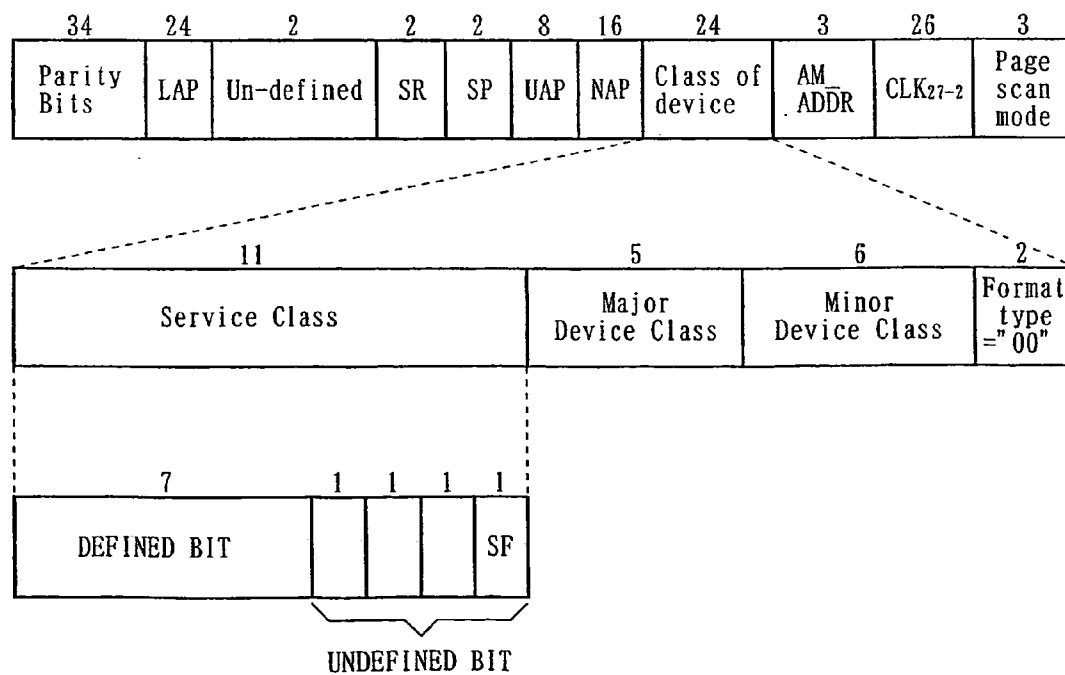 34 24 2 2 2 8 16 24 3 26 3
Parity Bits LAP Un-defined SR SP UAP NAP Class of device AM_ADDR CLK27-2 Page scan mode
11 5 6 2
Service Class Major Device Class Minor Device Class Format type ="00"
7 1 1 1 1
DEFINED BIT SF
UNDEFINED BIT